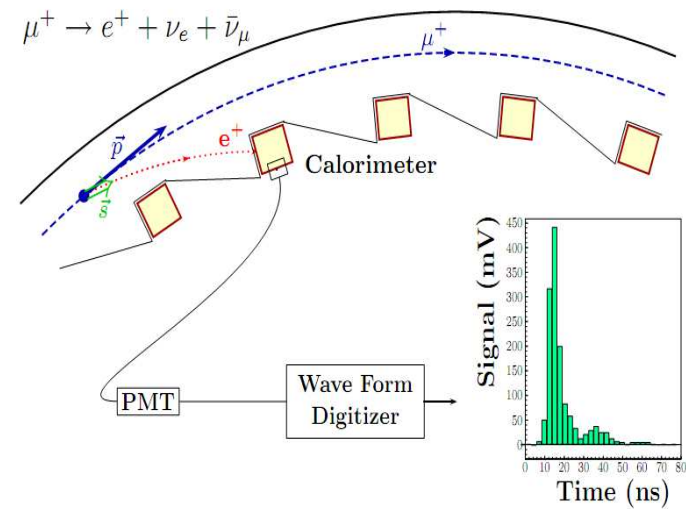 μ⁺ → e⁺ + ν_e + ν̄_μ
μ⁺
p⃗
e⁺
s⃗
Calorimeter
PMT
Wave Form
Digitizer
Signal (mV)
450
400
350
300
250
200
150
100
50
0
0 10 20 30 40 50 60 70 80
Time (ns)